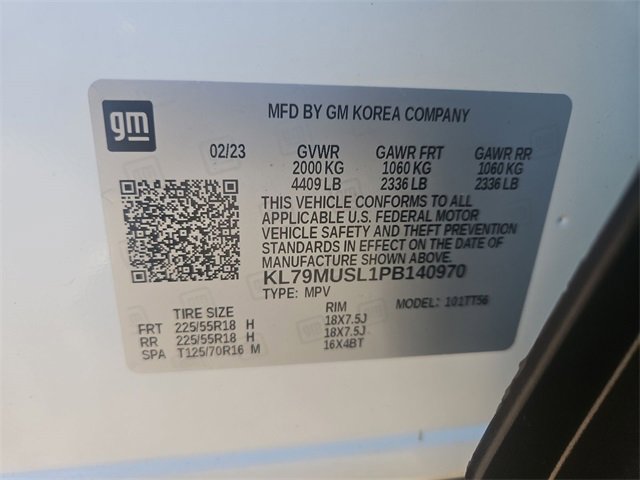 gm
MFD BY GM KOREA COMPANY
02/23 GVWR GAWR FRT GAWR RR
2000 KG 1060 KG 1060 KG
4409 LB 2336 LB 2336 LB
THIS VEHICLE CONFORMS TO ALL
APPLICABLE U.S. FEDERAL MOTOR
VEHICLE SAFETY AND THEFT PREVENTION
STANDARDS IN EFFECT ON THE DATE OF
MANUFACTURE SHOWN ABOVE.
KL79MUSL1PB140970
TYPE: MPV MODEL: 101TT56
TIRE SIZE RIM
FRT 225/55R18 H 18X7.5J
RR 225/55R18 H 18X7.5J
SPA T125/70R16 M 16X4BT